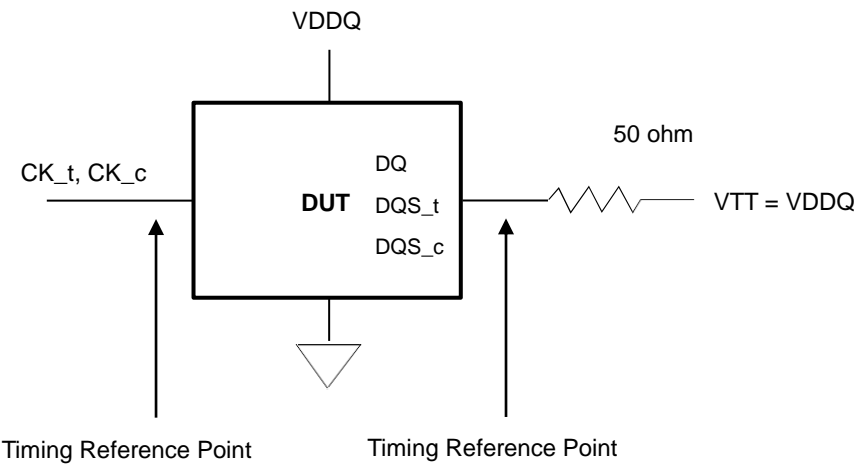 VDDQ
50 ohm
CK_t, CK_c
DQ
DUT
DQS_t
VTT = VDDQ
DQS_c
Timing Reference Point
Timing Reference Point